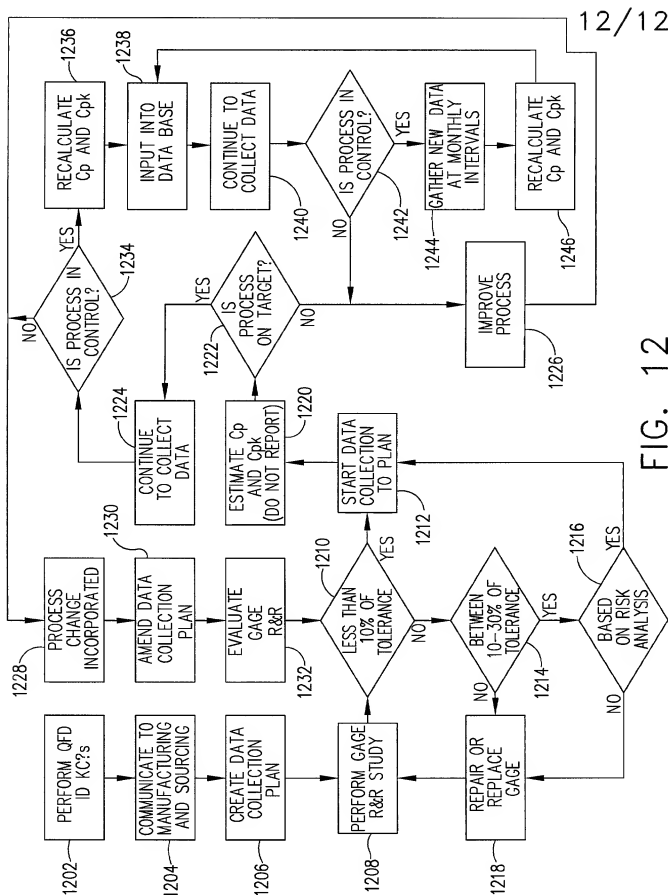 12/12
PERFORM QFD
ID KC?s
1202
COMMUNICATE TO
MANUFACTURING
AND SOURCING
1204
CREATE DATA
COLLECTION
PLAN
1206
PERFORM GAGE
R&R STUDY
1208
REPAIR OR
REPLACE
GAGE
1218
PROCESS
CHANGE
INCORPORATED
1228
AMEND DATA
COLLECTION
PLAN
1230
EVALUATE
GAGE
R&R
1232
LESS THAN
10% OF
TOLERANCE
1210
YES
NO
BETWEEN
10-30% OF
TOLERANCE
1214
NO
YES
BASED
ON RISK
ANALYSIS
1216
NO
YES
START DATA
COLLECTION
TO PLAN
1212
ESTIMATE Cp
AND Cpk
(DO NOT REPORT)
1220
IS
PROCESS
ON TARGET?
1222
YES
NO
CONTINUE
TO COLLECT
DATA
1224
IS PROCESS IN
CONTROL?
1234
NO
YES
RECALCULATE
Cp AND Cpk
1236
INPUT INTO
DATA BASE
1238
CONTINUE TO
COLLECT DATA
1240
IS PROCESS IN
CONTROL?
1242
NO
YES
GATHER NEW DATA
AT MONTHLY
INTERVALS
1244
RECALCULATE
Cp AND Cpk
1246
IMPROVE
PROCESS
1226
FIG. 12